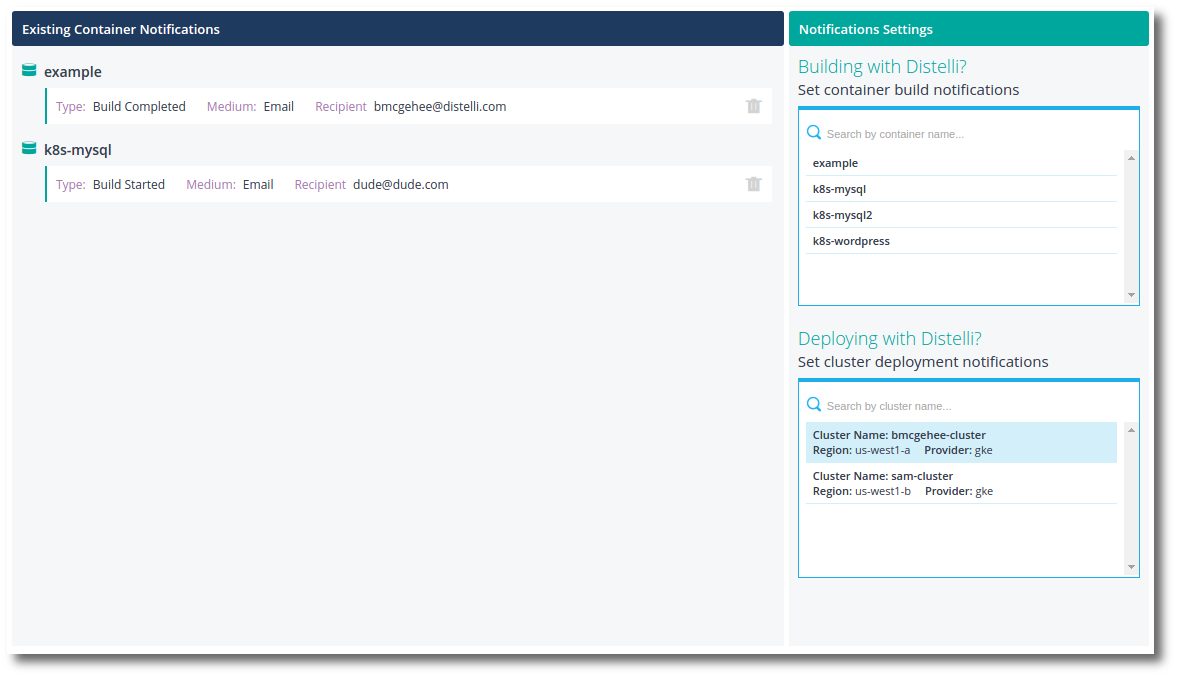 Existing Container Notifications
example
Type: Build Completed Medium: Email Recipient bmcgehee@distelli.com
k8s-mysql
Type: Build Started Medium: Email Recipient dude@dude.com
Notifications Settings
Building with Distelli?
Set container build notifications
Search by container name...
example
k8s-mysql
k8s-mysql2
k8s-wordpress
Deploying with Distelli?
Set cluster deployment notifications
Search by cluster name...
Cluster Name: bmcgehee-cluster
Region: us-west1-a Provider: gke
Cluster Name: sam-cluster
Region: us-west1-b Provider: gke